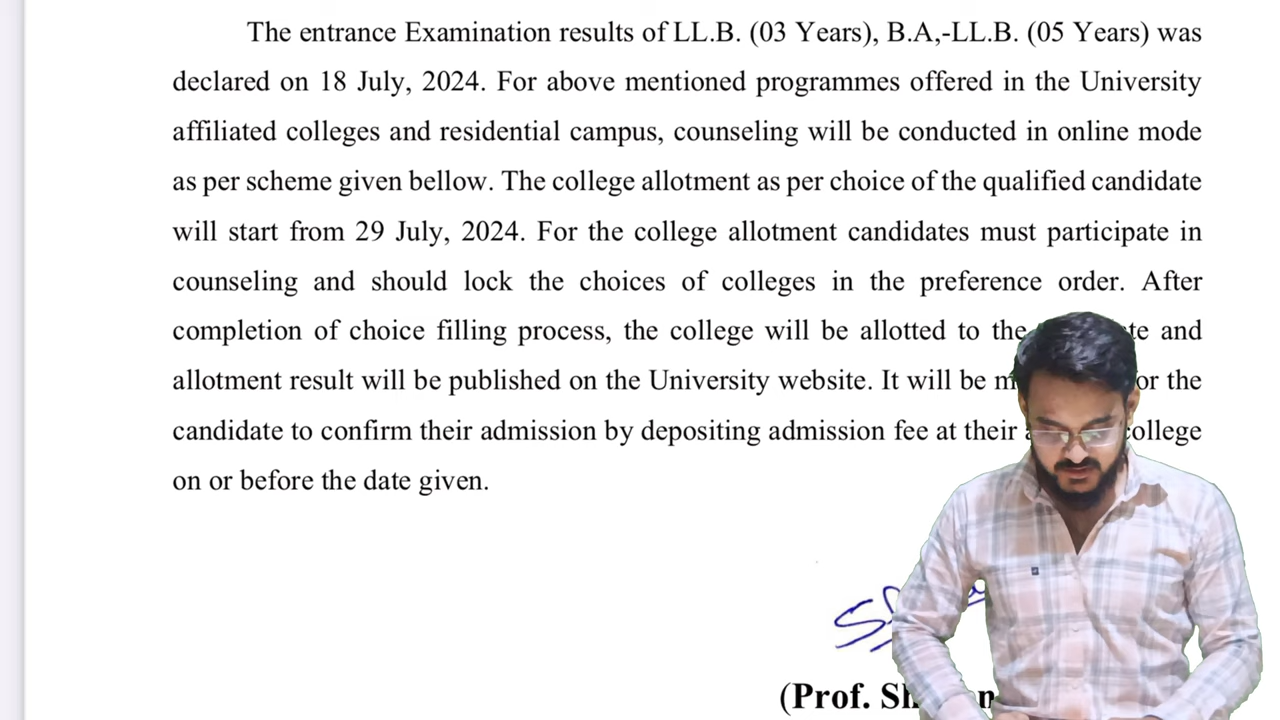 The entrance Examination results of LL.B. (03 Years), B.A,-LL.B. (05 Years) was
declared on 18 July, 2024. For above mentioned programmes offered in the University
affiliated colleges and residential campus, counseling will be conducted in online mode
as per scheme given bellow. The college allotment as per choice of the qualified candidate
will start from 29 July, 2024. For the college allotment candidates must participate in
counseling and should lock the choices of colleges in the preference order. After
completion of choice filling process, the college will be allotted to the and
allotment result will be published on the University website. It will be for the
candidate to confirm their admission by depositing admission fee at their college
on or before the date given.
(Prof.